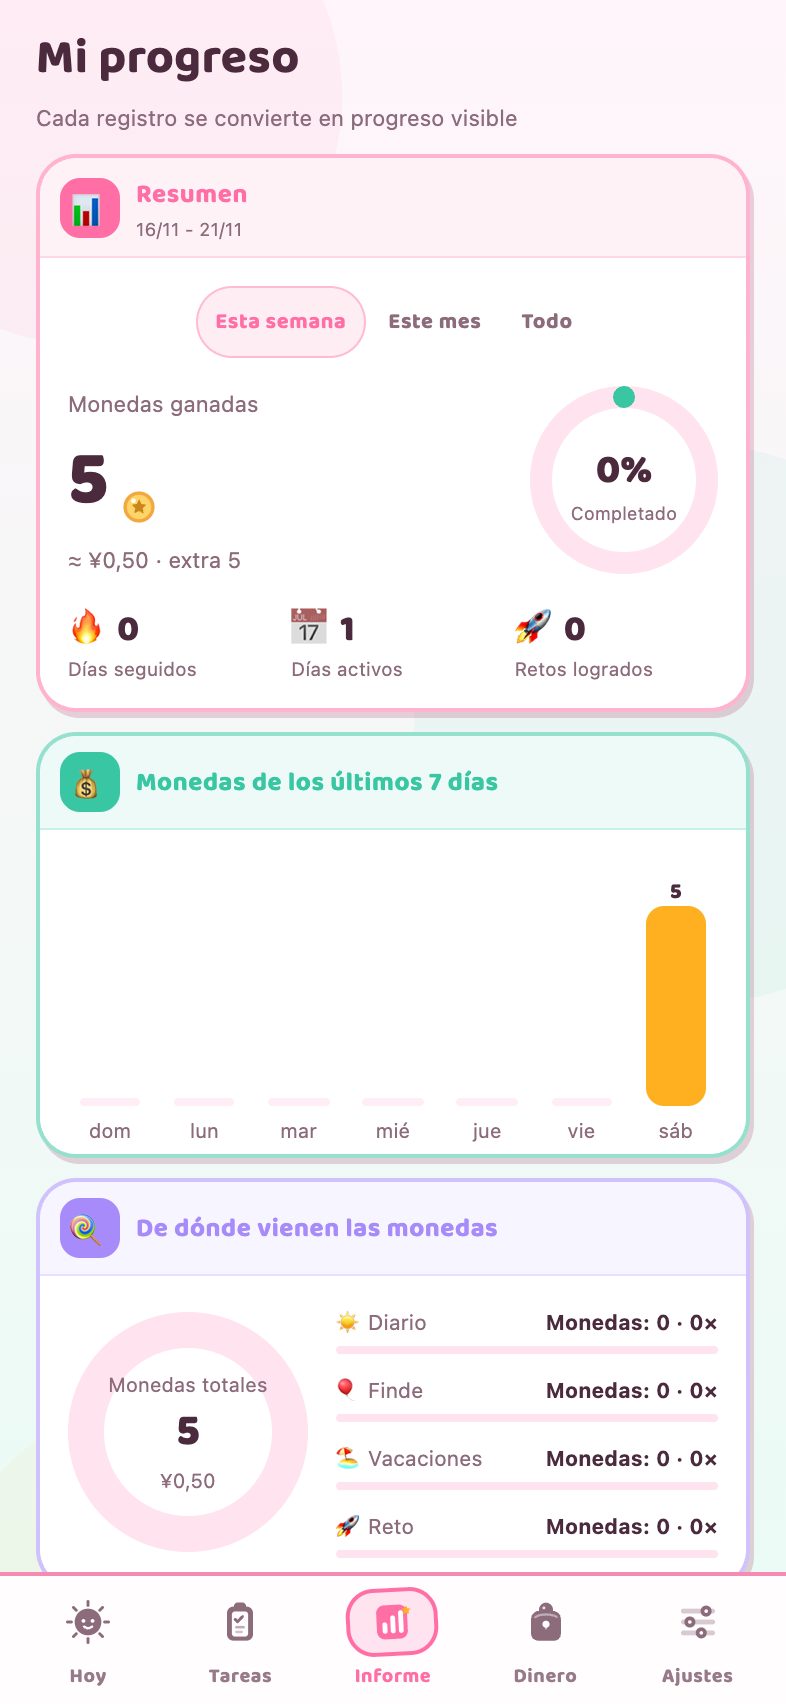 Mi progreso
Cada registro se convierte en progreso visible
Resumen
16/11 - 21/11
Esta semana
Este mes
Todo
Monedas ganadas
5
≈ ¥0,50 · extra 5
0%
Completado
0
Días seguidos
JUL
17
1
Días activos
0
Retos logrados
Monedas de los últimos 7 días
5
dom
lun
mar
mié
jue
vie
sáb
De dónde vienen las monedas
Monedas totales
5
¥0,50
Diario
Monedas: 0 · 0×
Finde
Monedas: 0 · 0×
Vacaciones
Monedas: 0 · 0×
Reto
Monedas: 0 · 0×
Hoy
Tareas
Informe
Dinero
Ajustes